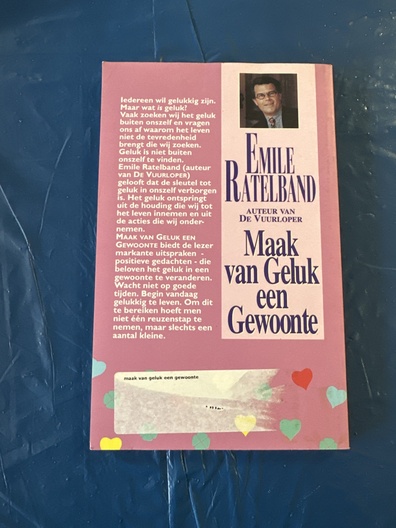 Iedereen wil gelukkig zijn.
Maar wat is geluk?
Vaak zoeken wij het geluk
buiten onszelf en vragen
ons af waarom het leven
niet de tevredenheid
brengt die wij zoeken.
Geluk is niet buiten
onszelf te vinden.
Emile Ratelband (auteur
van DE VUURLOPER)
gelooft dat de sleutel tot
geluk in onszelf verborgen
is. Het geluk ontspringt
uit de houding die wij tot
het leven innemen en uit
de acties die wij onder-
nemen.
MAAK VAN GELUK EEN
GEWOONTE biedt de lezer
markante uitspraken -
positieve gedachten - die
beloven het geluk in een
gewoonte te veranderen.
Wacht niet op goede
tijden. Begin vandaag
gelukkig te leven. Om dit
te bereiken hoeft men
niet één reuzenstap te
nemen, maar slechts een
aantal kleine.
EMILE
RATELBAND
AUTEUR VAN
DE VUURLOPER
Maak
van Geluk
een
Gewoonte
maak van geluk een gewoonte